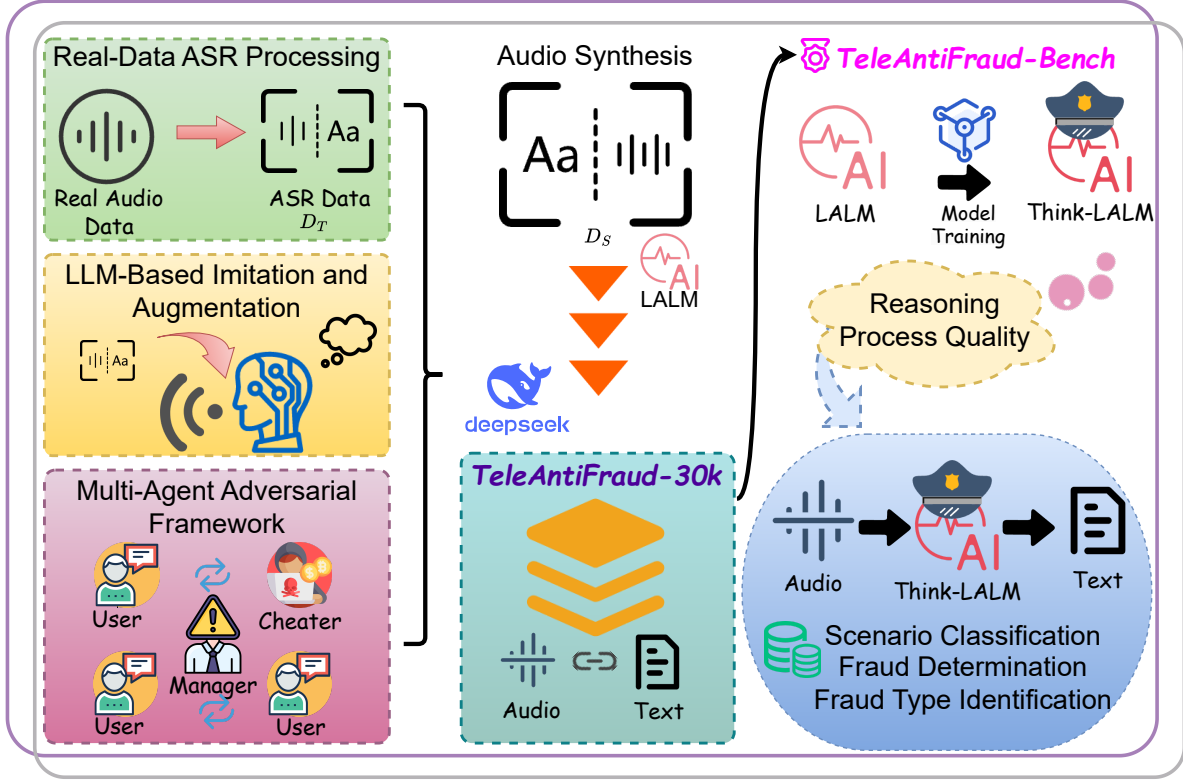 Real-Data ASR Processing
Aa
Real Audio
Data
ASR Data
D_T
LLM-Based Imitation and
Augmentation
Aa
Multi-Agent Adversarial
Framework
User
Cheater
Manager
User
User
Audio Synthesis
Aa
D_S
AI
LALM
deepseek
TeleAntiFraud-30k
Audio
Text
TeleAntiFraud-Bench
AI
AI
LALM
Model
Training
Think-LALM
Reasoning
Process Quality
AI
Audio
Think-LALM
Text
Scenario Classification
Fraud Determination
Fraud Type Identification